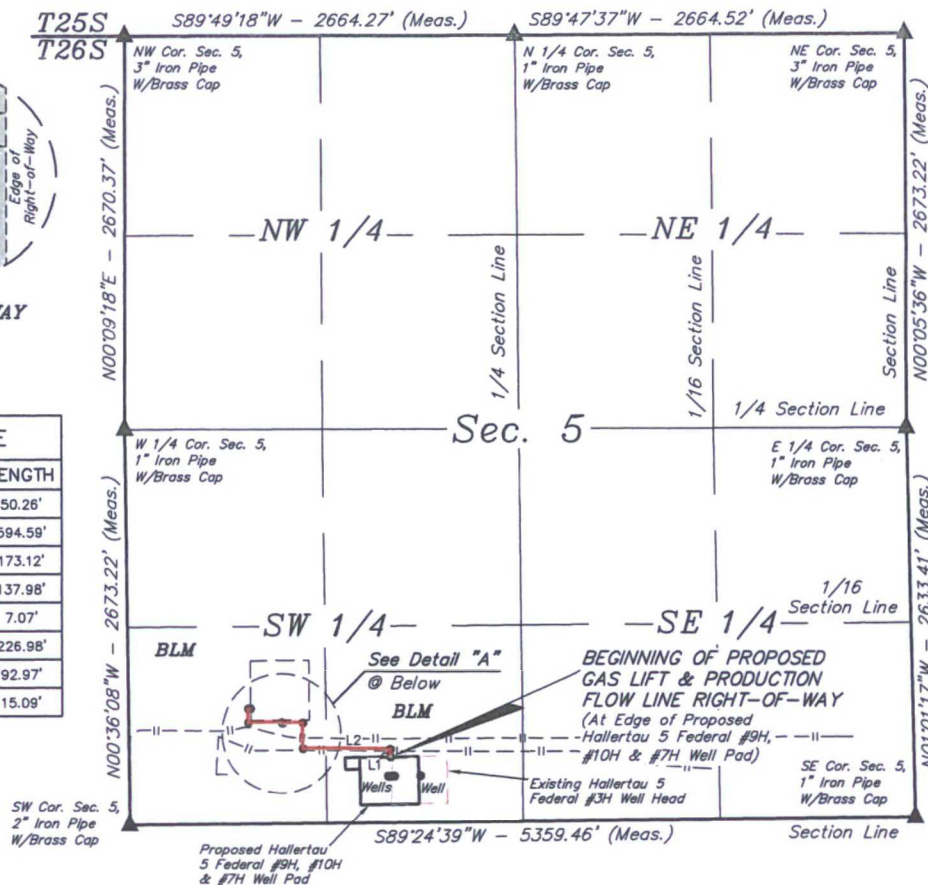 T25S
T26S
S89°49'18"W – 2664.27' (Meas.)
S89°47'37"W – 2664.52' (Meas.)
NW Cor. Sec. 5,
3" Iron Pipe
W/Brass Cap
N 1/4 Cor. Sec. 5,
1" Iron Pipe
W/Brass Cap
NE Cor. Sec. 5,
3" Iron Pipe
W/Brass Cap
Edge of
Right-of-Way
N00°09'18"E – 2670.37' (Meas.)
N00°05'36"W – 2673.22' (Meas.)
NW 1/4
NE 1/4
1/4 Section Line
1/16 Section Line
Section Line
1/4 Section Line
Sec. 5
W 1/4 Cor. Sec. 5,
1" Iron Pipe
W/Brass Cap
E 1/4 Cor. Sec. 5,
1" Iron Pipe
W/Brass Cap
ENGTH
50.26'
594.59'
173.12'
137.98'
7.07'
226.98'
92.97'
15.09'
N00°36'08"W – 2673.22' (Meas.)
N01°01'17"W – 2633.41' (Meas.)
1/16
Section Line
SW 1/4
SE 1/4
BLM
See Detail "A"
@ Below
BLM
BEGINNING OF PROPOSED
GAS LIFT & PRODUCTION
FLOW LINE RIGHT-OF-WAY
(At Edge of Proposed
Hallertau 5 Federal #9H,
#10H & #7H Well Pad)
L2
L1
Wells
Well
Existing Hallertau 5
Federal #3H Well Head
SE Cor. Sec. 5,
1" Iron Pipe
W/Brass Cap
SW Cor. Sec. 5,
2" Iron Pipe
W/Brass Cap
S89°24'39"W – 5359.46' (Meas.)
Section Line
Proposed Hallertau
5 Federal #9H, #10H
& #7H Well Pad